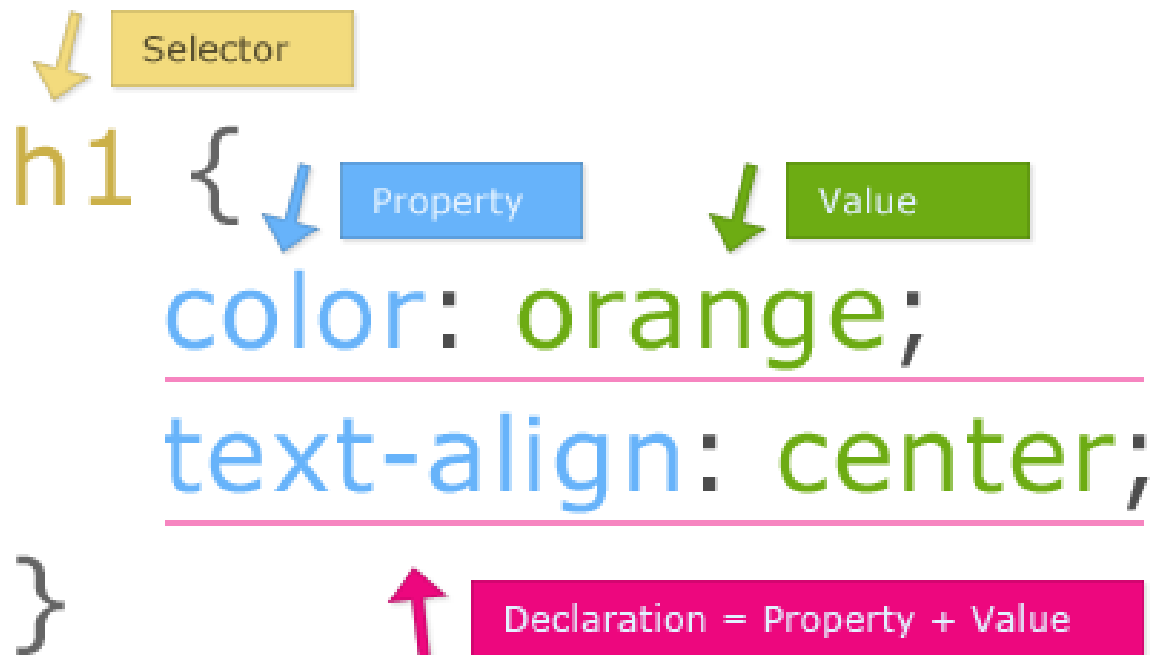 Selector
h1 {
Property
Value
color: orange;
text-align: center;
}
Declaration = Property + Value